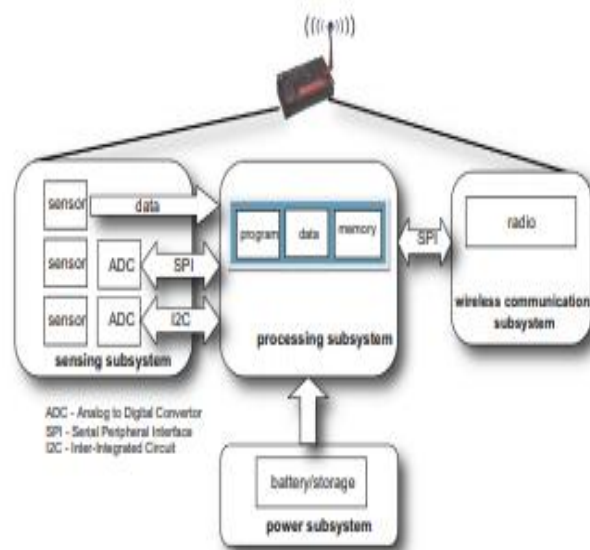 sensor
data
sensor
ADC
SPI
sensor
ADC
I2C
sensing subsystem
program
data
memory
processing subsystem
SPI
radio
wireless communication
subsystem
ADC - Analog to Digital Convertor
SPI - Serial Peripheral Interface
I2C - Inter-Integrated Circuit
battery/storage
power subsystem